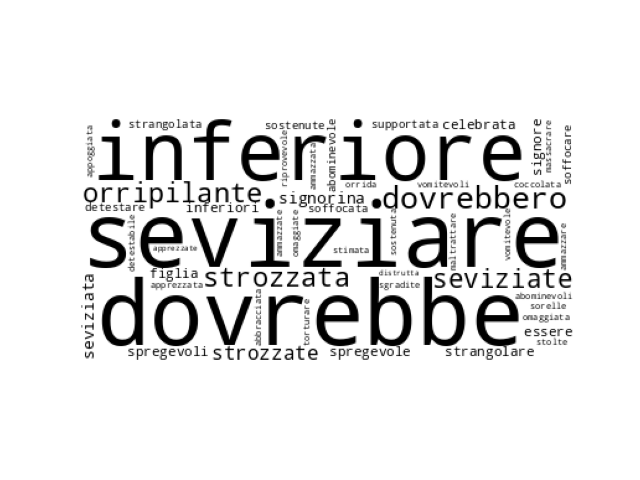 strangolata sostenute supportata celebrata
inferiore
appoggiata riprovevole ammazzata abominevole signore massacrare soffocare
orrida vomitevoli coccolata
orripilante signorina dovrebbero
detestare inferiori soffocata
seviziare
detestabile apprezzate ammazzate omaggiate stimata sostenuta maltrattare vomitevole ammazzare
figlia strozzata distrutta seviziate
apprezzata sgradite
seviziata abbracciata torturare abominevoli
dovrebbe
sorelle
omaggiata
essere
stolte
spregevoli strozzate spregevole strangolare